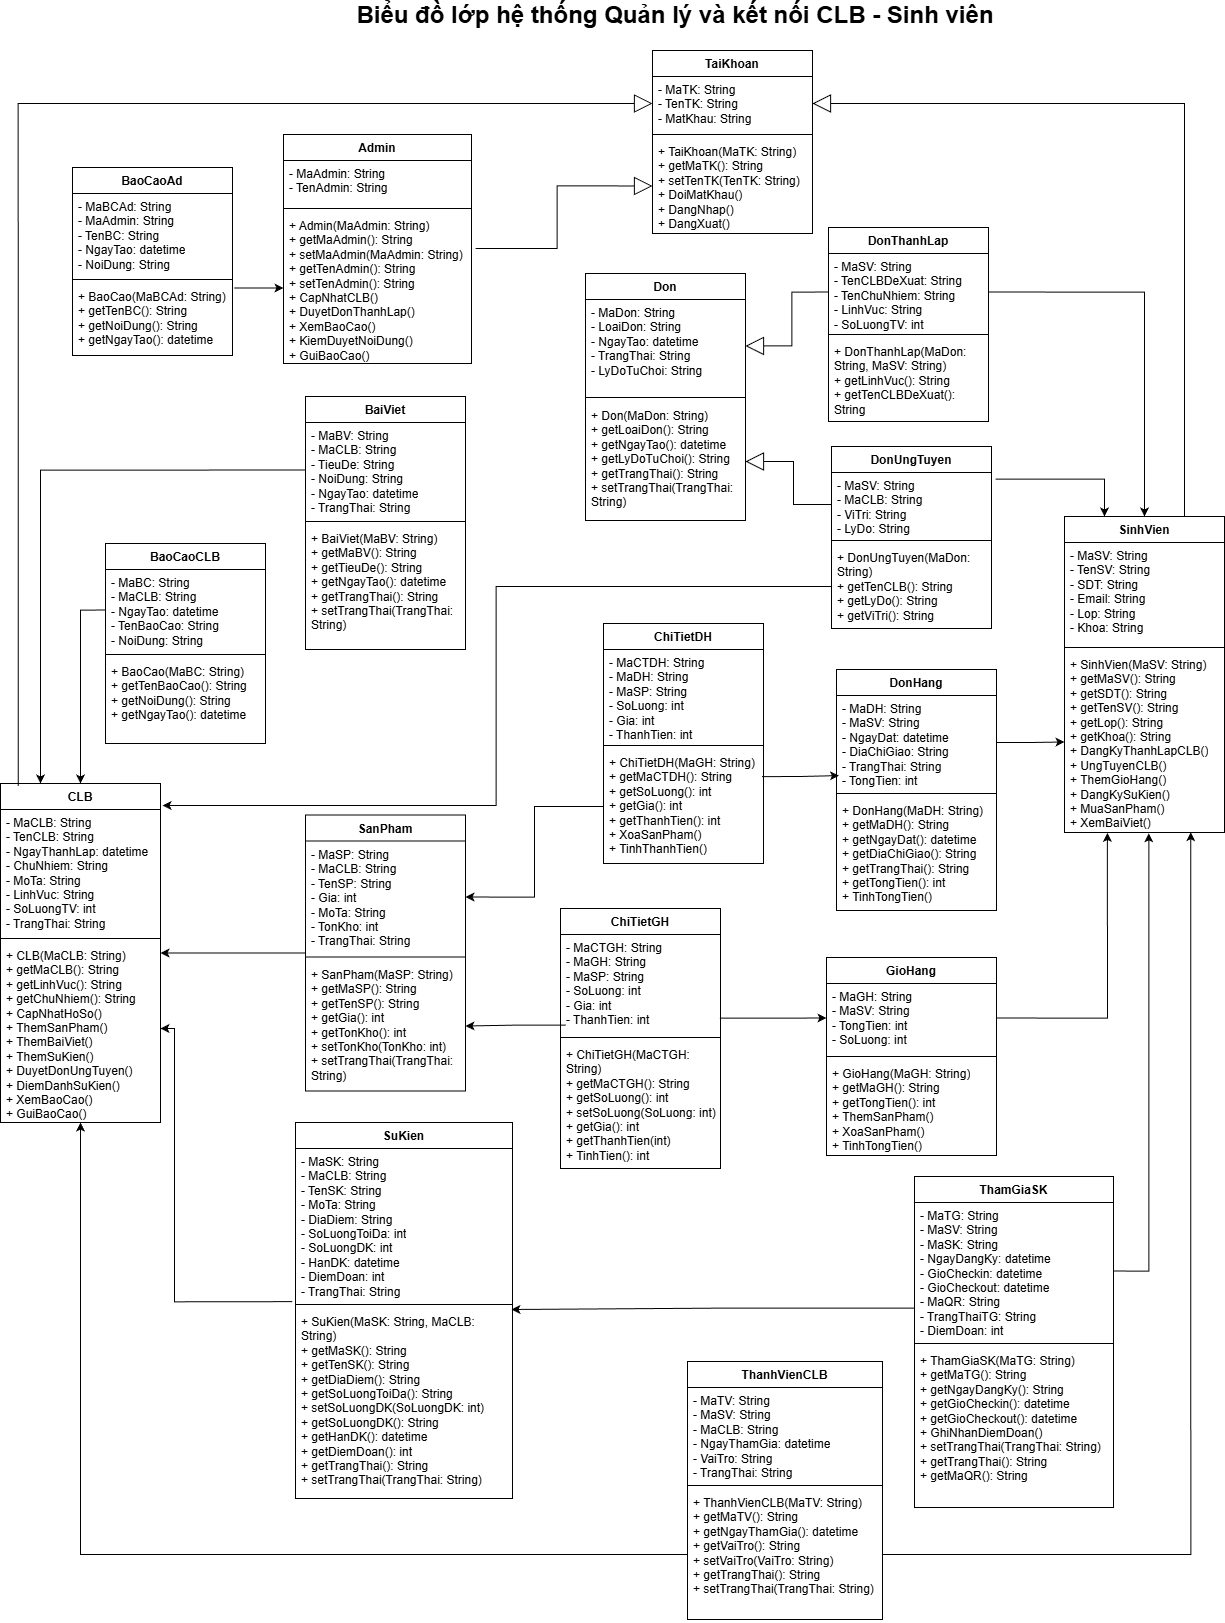 Biểu đồ lớp hệ thống Quản lý và kết nối CLB - Sinh viên
TaiKhoan
- MaTK: String
- TenTK: String
- MatKhau: String
+ TaiKhoan(MaTK: String)
+ getMaTK(): String
+ setTenTK(TenTK: String)
+ DoiMatKhau()
+ DangNhap()
+ DangXuat()
Admin
- MaAdmin: String
- TenAdmin: String
+ Admin(MaAdmin: String)
+ getMaAdmin(): String
+ setMaAdmin(MaAdmin: String)
+ getTenAdmin(): String
+ setTenAdmin(): String
+ CapNhatCLB()
+ DuyetDonThanhLap()
+ XemBaoCao()
+ KiemDuyetNoiDung()
+ GuiBaoCao()
BaoCaoAd
- MaBCAd: String
- MaAdmin: String
- TenBC: String
- NgayTao: datetime
- NoiDung: String
+ BaoCao(MaBCAd: String)
+ getTenBC(): String
+ getNoiDung(): String
+ getNgayTao(): datetime
DonThanhLap
- MaSV: String
- TenCLBDeXuat: String
- TenChuNhiem: String
- LinhVuc: String
- SoLuongTV: int
+ DonThanhLap(MaDon:
String, MaSV: String)
+ getLinhVuc(): String
+ getTenCLBDeXuat():
String
Don
- MaDon: String
- LoaiDon: String
- NgayTao: datetime
- TrangThai: String
- LyDoTuChoi: String
+ Don(MaDon: String)
+ getLoaiDon(): String
+ getNgayTao(): datetime
+ getLyDoTuChoi(): String
+ getTrangThai(): String
+ setTrangThai(TrangThai:
String)
BaiViet
- MaBV: String
- MaCLB: String
- TieuDe: String
- NoiDung: String
- NgayTao: datetime
- TrangThai: String
+ BaiViet(MaBV: String)
+ getMaBV(): String
+ getTieuDe(): String
+ getNgayTao(): datetime
+ getTrangThai(): String
+ setTrangThai(TrangThai:
String)
DonUngTuyen
- MaSV: String
- MaCLB: String
- ViTri: String
- LyDo: String
+ DonUngTuyen(MaDon:
String)
+ getTenCLB(): String
+ getLyDo(): String
+ getViTri(): String
SinhVien
- MaSV: String
- TenSV: String
- SDT: String
- Email: String
- Lop: String
- Khoa: String
+ SinhVien(MaSV: String)
+ getMaSV(): String
+ getSDT(): String
+ getTenSV(): String
+ getLop(): String
+ getKhoa(): String
+ DangKyThanhLapCLB()
+ UngTuyenCLB()
+ ThemGioHang()
+ DangKySuKien()
+ MuaSanPham()
+ XemBaiViet()
BaoCaoCLB
- MaBC: String
- MaCLB: String
- NgayTao: datetime
- TenBaoCao: String
- NoiDung: String
+ BaoCao(MaBC: String)
+ getTenBaoCao(): String
+ getNoiDung(): String
+ getNgayTao(): datetime
ChiTietDH
- MaCTDH: String
- MaDH: String
- MaSP: String
- SoLuong: int
- Gia: int
- ThanhTien: int
+ ChiTietDH(MaGH: String)
+ getMaCTDH(): String
+ getSoLuong(): int
+ getGia(): int
+ getThanhTien(): int
+ XoaSanPham()
+ TinhThanhTien()
DonHang
- MaDH: String
- MaSV: String
- NgayDat: datetime
- DiaChiGiao: String
- TrangThai: String
- TongTien: int
+ DonHang(MaDH: String)
+ getMaDH(): String
+ getNgayDat(): datetime
+ getDiaChiGiao(): String
+ getTrangThai(): String
+ getTongTien(): int
+ TinhTongTien()
CLB
- MaCLB: String
- TenCLB: String
- NgayThanhLap: datetime
- ChuNhiem: String
- MoTa: String
- LinhVuc: String
- SoLuongTV: int
- TrangThai: String
+ CLB(MaCLB: String)
+ getMaCLB(): String
+ getLinhVuc(): String
+ getChuNhiem(): String
+ CapNhatHoSo()
+ ThemSanPham()
+ ThemBaiViet()
+ ThemSuKien()
+ DuyetDonUngTuyen()
+ DiemDanhSuKien()
+ XemBaoCao()
+ GuiBaoCao()
SanPham
- MaSP: String
- MaCLB: String
- TenSP: String
- Gia: int
- MoTa: String
- TonKho: int
- TrangThai: String
+ SanPham(MaSP: String)
+ getMaSP(): String
+ getTenSP(): String
+ getGia(): int
+ getTonKho(): int
+ setTonKho(TonKho: int)
+ setTrangThai(TrangThai:
String)
ChiTietGH
- MaCTGH: String
- MaGH: String
- MaSP: String
- SoLuong: int
- Gia: int
- ThanhTien: int
+ ChiTietGH(MaCTGH:
String)
+ getMaCTGH(): String
+ getSoLuong(): int
+ setSoLuong(SoLuong: int)
+ getGia(): int
+ getThanhTien(int)
+ TinhTien(): int
GioHang
- MaGH: String
- MaSV: String
- TongTien: int
- SoLuong: int
+ GioHang(MaGH: String)
+ getMaGH(): String
+ getTongTien(): int
+ ThemSanPham()
+ XoaSanPham()
+ TinhTongTien()
SuKien
- MaSK: String
- MaCLB: String
- TenSK: String
- MoTa: String
- DiaDiem: String
- SoLuongToiDa: int
- SoLuongDK: int
- HanDK: datetime
- DiemDoan: int
- TrangThai: String
+ SuKien(MaSK: String, MaCLB:
String)
+ getMaSK(): String
+ getTenSK(): String
+ getDiaDiem(): String
+ getSoLuongToiDa(): String
+ setSoLuongDK(SoLuongDK: int)
+ getSoLuongDK(): String
+ getHanDK(): datetime
+ getDiemDoan(): int
+ getTrangThai(): String
+ setTrangThai(TrangThai: String)
ThamGiaSK
- MaTG: String
- MaSV: String
- MaSK: String
- NgayDangKy: datetime
- GioCheckin: datetime
- GioCheckout: datetime
- MaQR: String
- TrangThaiTG: String
- DiemDoan: int
+ ThamGiaSK(MaTG: String)
+ getMaTG(): String
+ getNgayDangKy(): String
+ getGioCheckin(): datetime
+ getGioCheckout(): datetime
+ GhiNhanDiemDoan()
+ setTrangThai(TrangThai: String)
+ getTrangThai(): String
+ getMaQR(): String
ThanhVienCLB
- MaTV: String
- MaSV: String
- MaCLB: String
- NgayThamGia: datetime
- VaiTro: String
- TrangThai: String
+ ThanhVienCLB(MaTV: String)
+ getMaTV(): String
+ getNgayThamGia(): datetime
+ getVaiTro(): String
+ setVaiTro(VaiTro: String)
+ getTrangThai(): String
+ setTrangThai(TrangThai: String)